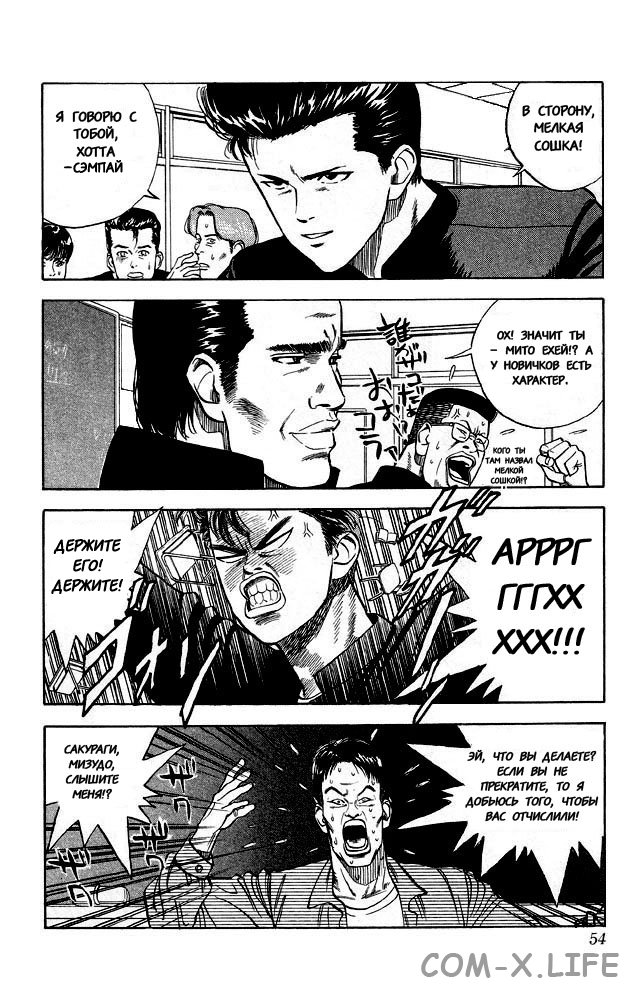 В СТОРОНУ,
МЕЛКАЯ
СОШКА!
Я ГОВОРЮ С
ТОБОЙ,
ХОТТА
-СЭМПАЙ
ОХ! ЗНАЧИТ ТЫ
- МИТО ЕХЕЙ!? А
У НОВИЧКОВ ЕСТЬ
ХАРАКТЕР.
КОГО ТЫ
ТАМ НАЗВАЛ
МЕЛКОЙ
СОШКОЙ!?
АРРРГ
ГГГХХ
ХХХ!!!
ДЕРЖИТЕ
ЕГО!
ДЕРЖИТЕ!
ЭЙ, ЧТО ВЫ ДЕЛАЕТЕ?
ЕСЛИ ВЫ НЕ
ПРЕКРАТИТЕ, ТО Я
ДОБЬЮСЬ ТОГО, ЧТОБЫ
ВАС ОТЧИСЛИЛИ!
САКУРАГИ,
МИЗУДО,
СЛЫШИТЕ
МЕНЯ!?
54
COM-X.LIFE